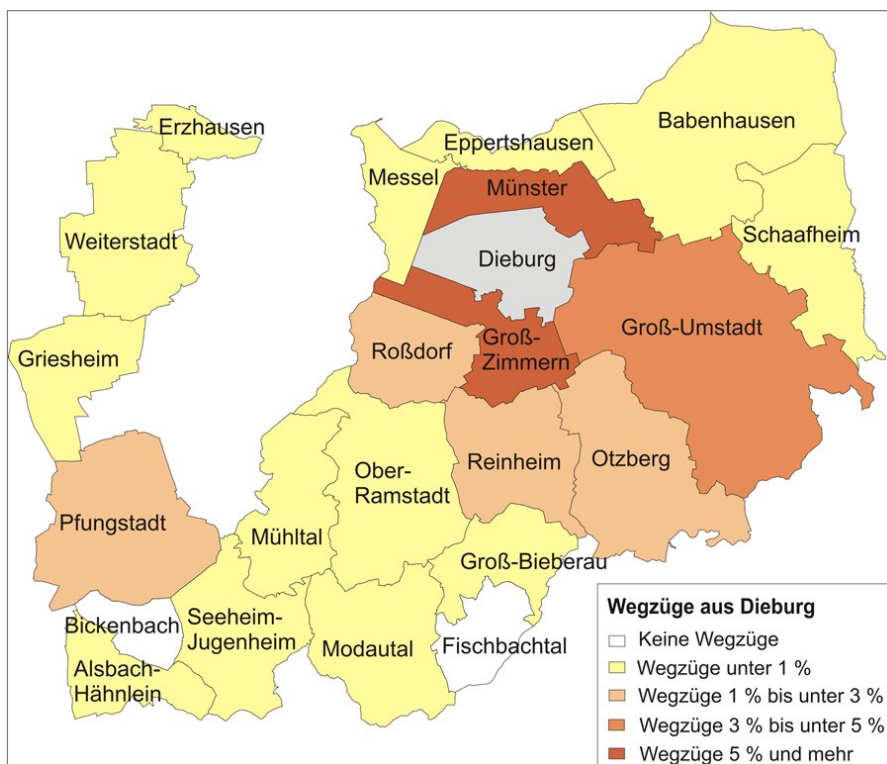 Babenhausen
Erzhausen
Eppertshausen
Messel
Münster
Weiterstadt
Schaafheim
Dieburg
Groß-Umstadt
Griesheim
Roßdorf
Groß-
Zimmern
Ober-
Ramstadt
Reinheim
Otzberg
Pfungstadt
Mühltal
Groß-Bieberau
Bickenbach
Seeheim-
Jugenheim
Modautal
Fischbachtal
Alsbach-
Hähnlein
Wegzüge aus Dieburg
Keine Wegzüge
Wegzüge unter 1 %
Wegzüge 1 % bis unter 3 %
Wegzüge 3 % bis unter 5 %
Wegzüge 5 % und mehr